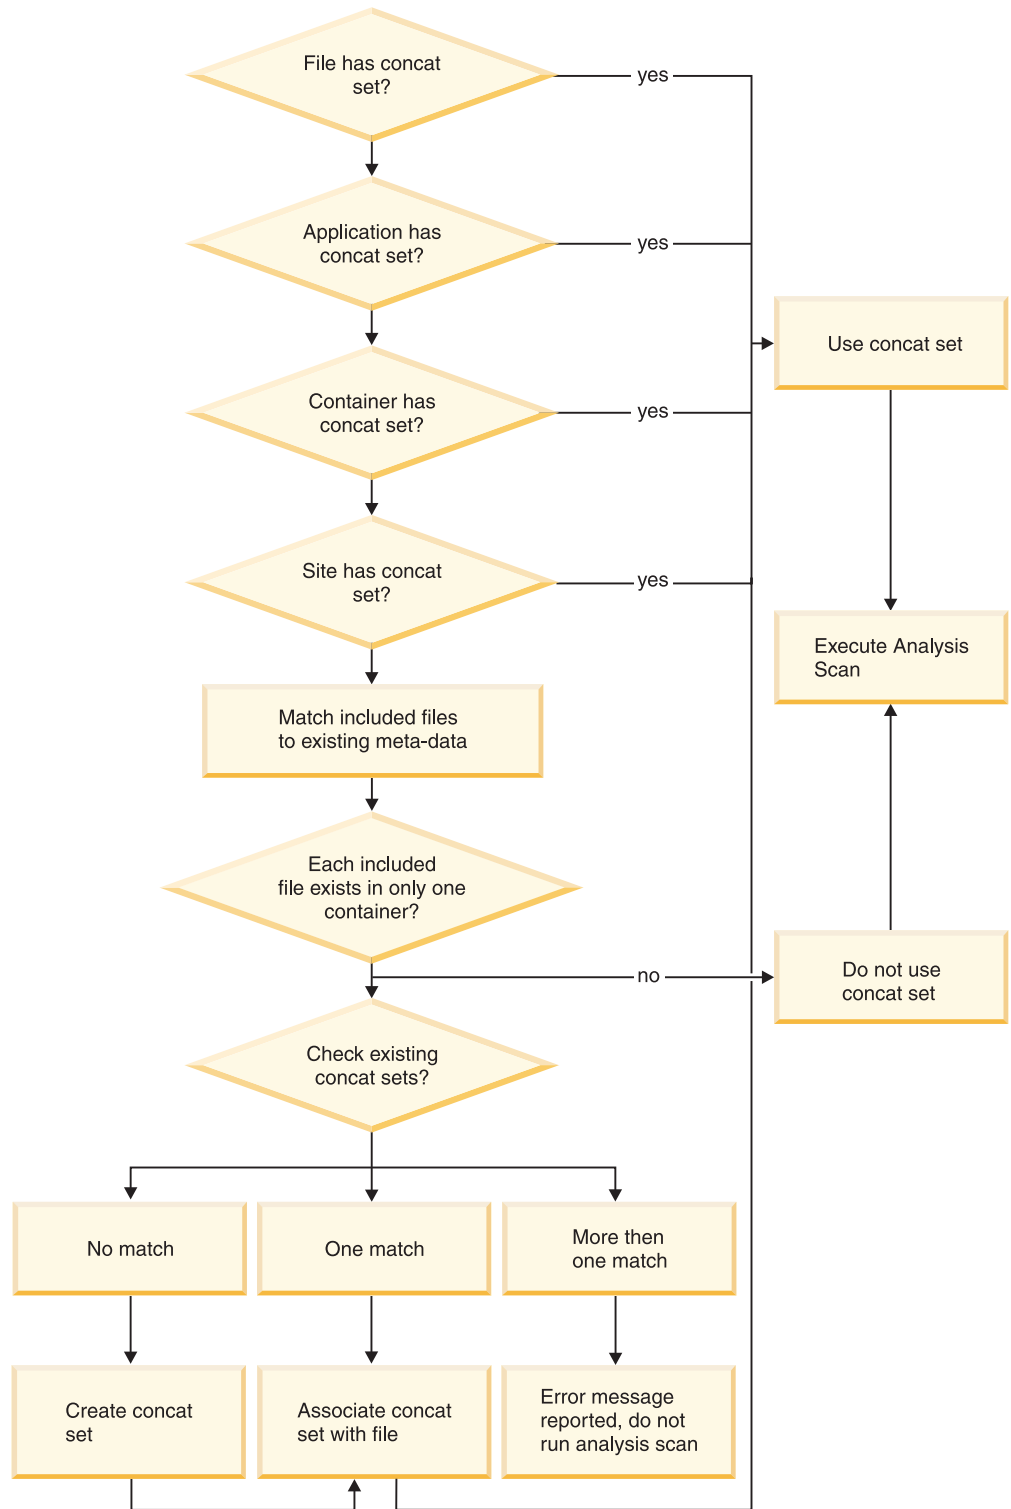 File has concat
set?
yes
Application has
concat set?
yes
Use concat set
Container has
concat set?
yes
Site has concat
set?
yes
Execute Analysis
Scan
Match included files
to existing meta-data
Each included
file exists in only one
container?
no
Do not use
concat set
Check existing
concat sets?
No match
One match
More then
one match
Create concat
set
Associate concat
set with file
Error message
reported, do not
run analysis scan